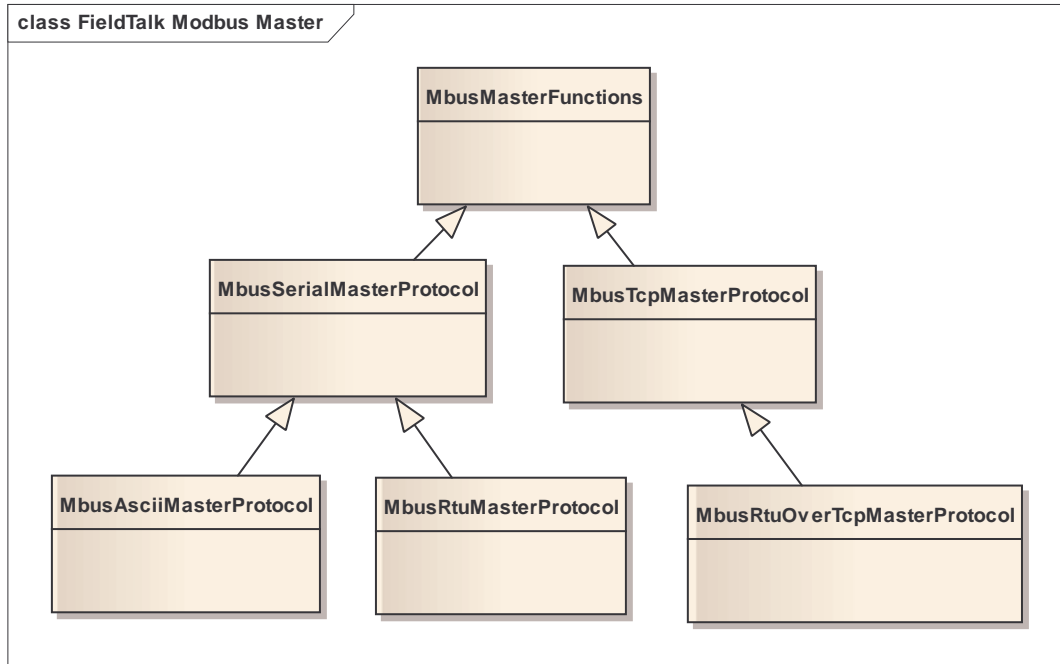 class FieldTalk Modbus Master
MbusMasterFunctions
MbusSerialMasterProtocol
MbusTcpMasterProtocol
MbusAsciiMasterProtocol
MbusRtuMasterProtocol
MbusRtuOverTcpMasterProtocol